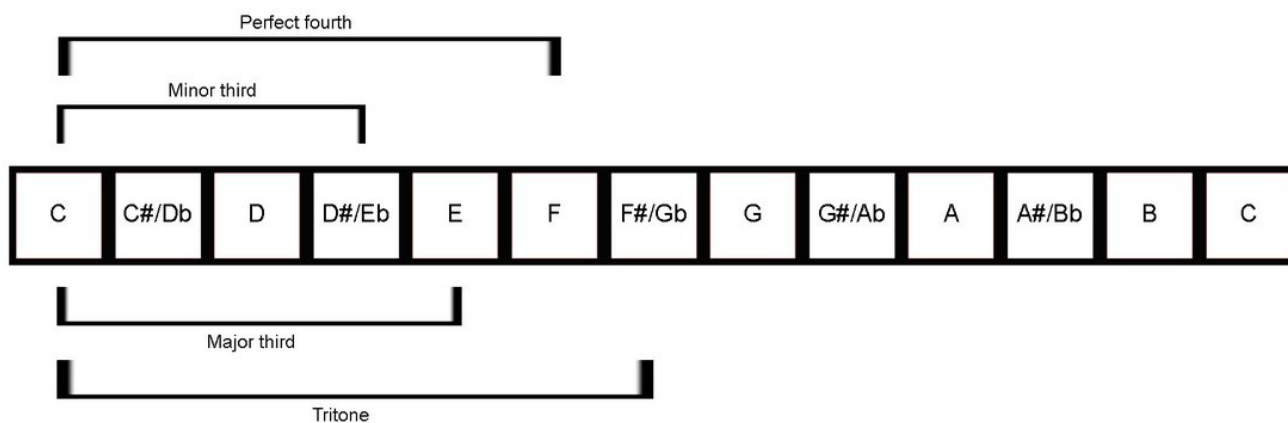 Perfect fourth
Minor third
C C#/Db D D#/Eb E F F#/Gb G G#/Ab A A#/Bb B C
Major third
Tritone